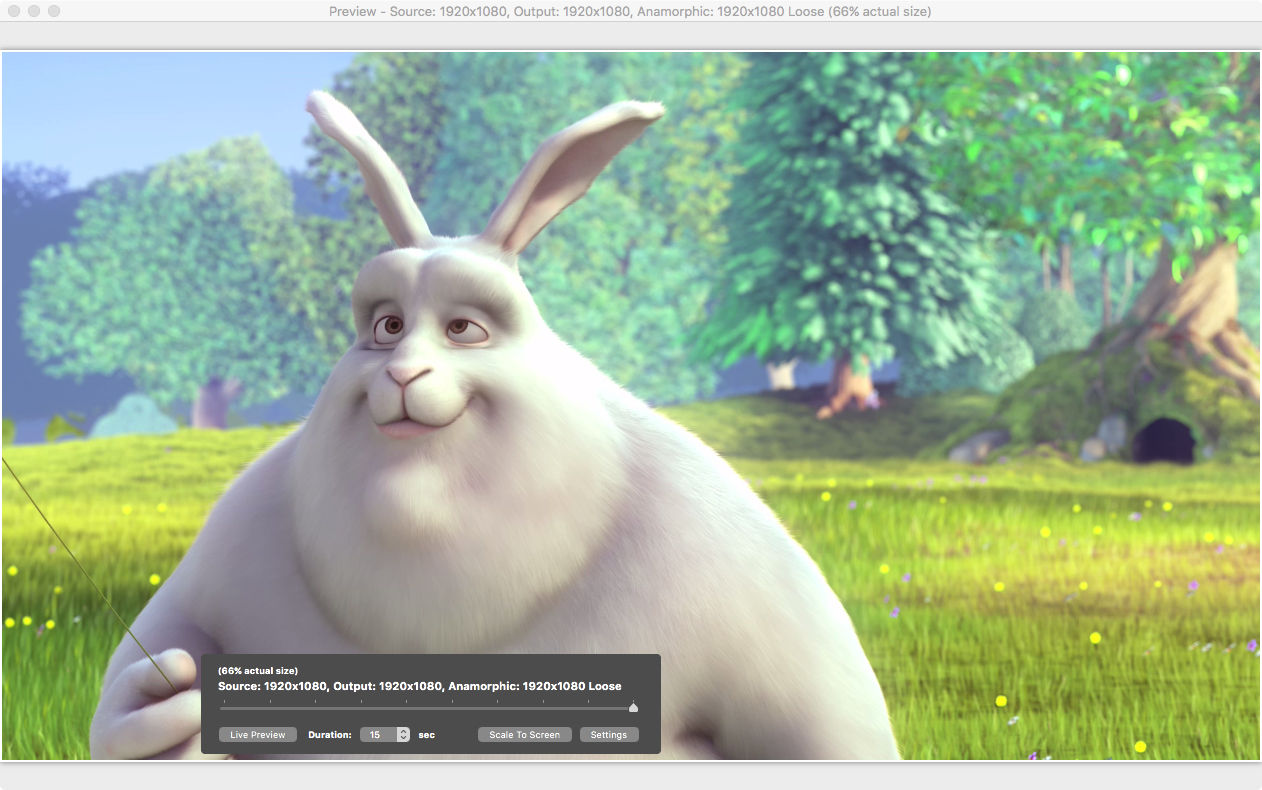 Preview - Source: 1920x1080, Output: 1920x1080, Anamorphic: 1920x1080 Loose (66% actual size)
(66% actual size)
Source: 1920x1080, Output: 1920x1080, Anamorphic: 1920x1080 Loose
Live Preview Duration: 15 sec Scale To Screen Settings